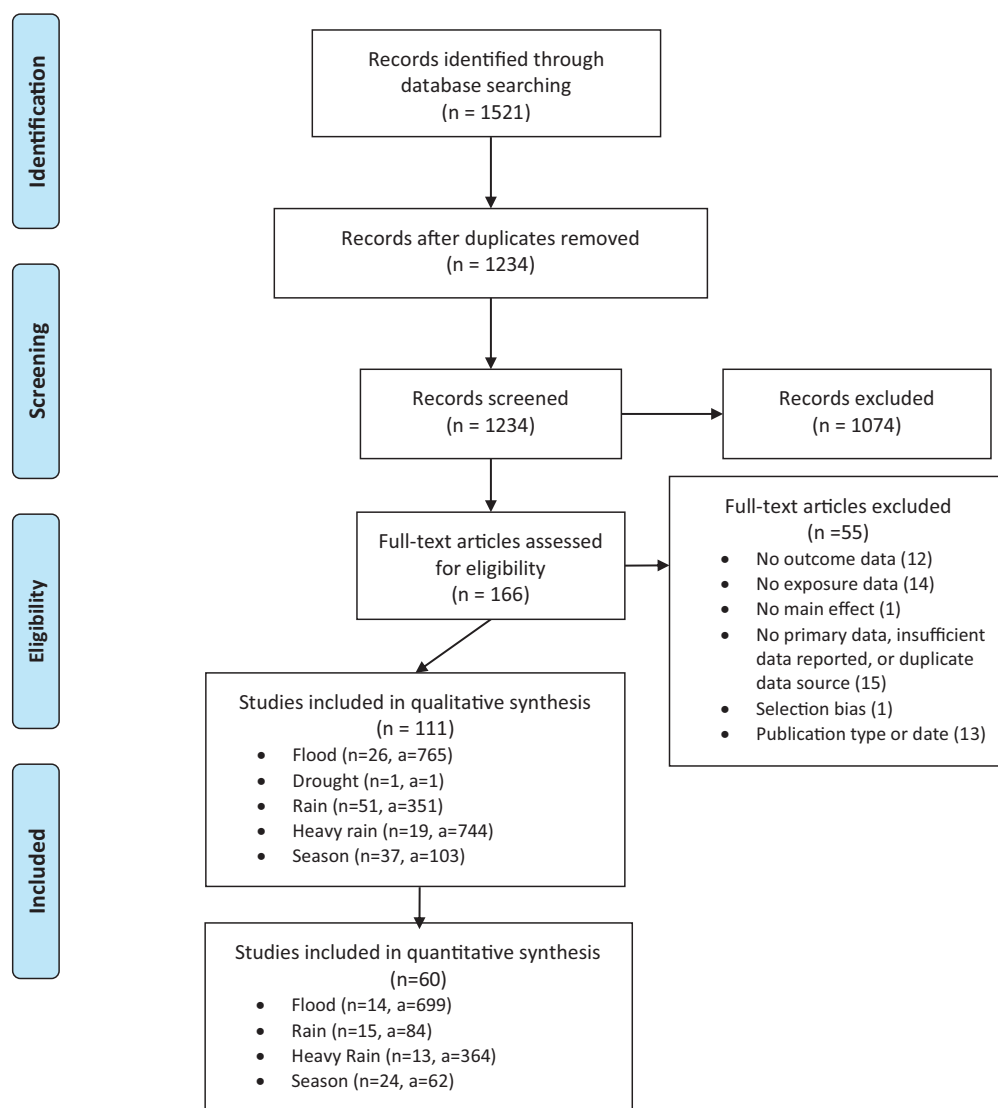 Identification
Records identified through
database searching
(n = 1521)
Records after duplicates removed
(n = 1234)
Screening
Records screened
(n = 1234)
Records excluded
(n = 1074)
Eligibility
Full-text articles assessed
for eligibility
(n = 166)
Full-text articles excluded
(n =55)
• No outcome data (12)
• No exposure data (14)
• No main effect (1)
• No primary data, insufficient
data reported, or duplicate
data source (15)
• Selection bias (1)
• Publication type or date (13)
Included
Studies included in qualitative synthesis
(n = 111)
• Flood (n=26, a=765)
• Drought (n=1, a=1)
• Rain (n=51, a=351)
• Heavy rain (n=19, a=744)
• Season (n=37, a=103)
Studies included in quantitative synthesis
(n=60)
• Flood (n=14, a=699)
• Rain (n=15, a=84)
• Heavy Rain (n=13, a=364)
• Season (n=24, a=62)